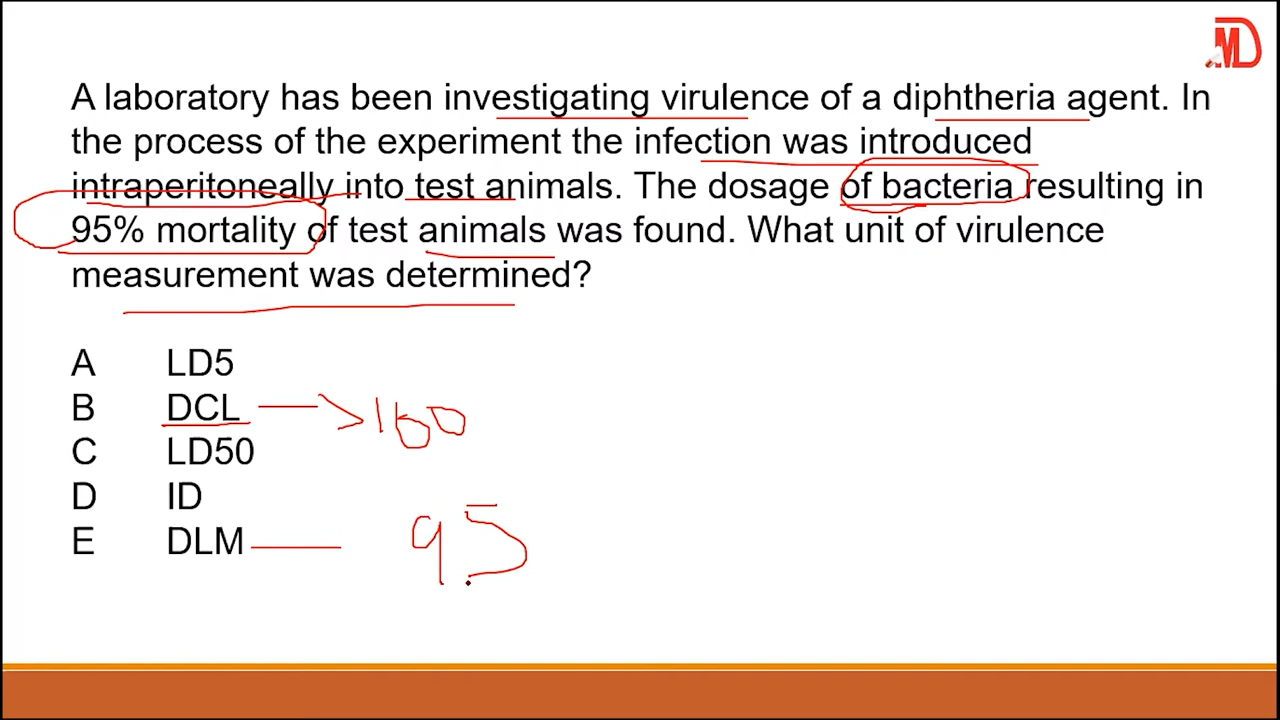 MD
A laboratory has been investigating virulence of a diphtheria agent. In
the process of the experiment the infection was introduced
intraperitoneally into test animals. The dosage of bacteria resulting in
95% mortality of test animals was found. What unit of virulence
measurement was determined?
A LD5
B DCL > 100
C LD50
D ID
E DLM 95